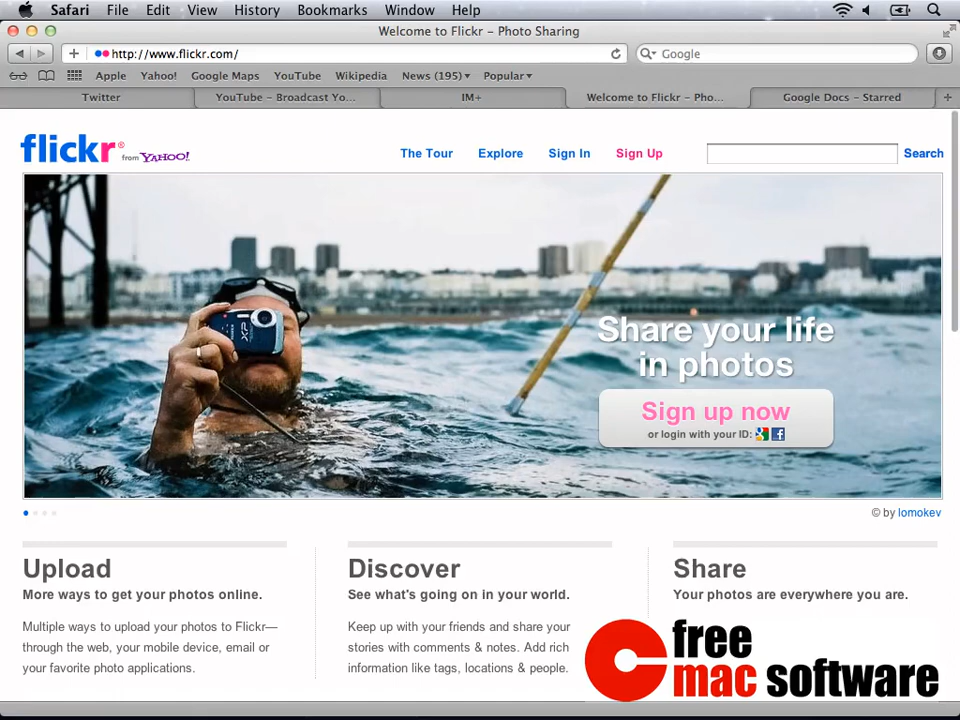 Safari File Edit View History Bookmarks Window Help
Welcome to Flickr – Photo Sharing
http://www.flickr.com/
Google
Apple Yahoo! Google Maps YouTube Wikipedia News (195) Popular
Twitter YouTube – Broadcast Yo... IM+ Welcome to Flickr – Pho... Google Docs – Starred
flickr® from YAHOO!
The Tour Explore Sign In Sign Up Search
Share your life
in photos
Sign up now
or login with your ID:
© by lomokev
Upload
More ways to get your photos online.
Multiple ways to upload your photos to Flickr—
through the web, your mobile device, email or
your favorite photo applications.
Discover
See what's going on in your world.
Keep up with your friends and share your
stories with comments & notes. Add rich
information like tags, locations & people.
Share
Your photos are everywhere you are.
free
mac software